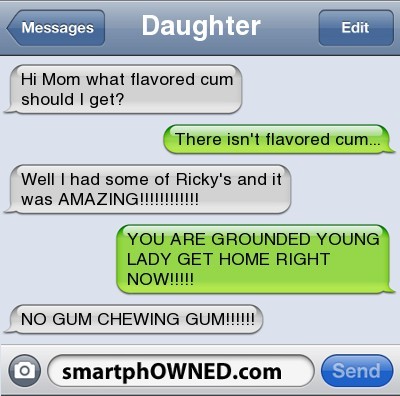 Messages
Daughter
Edit
Hi Mom what flavored cum
should I get?
There isn't flavored cum...
Well I had some of Ricky's and it
was AMAZING!!!!!!!!!!!!
YOU ARE GROUNDED YOUNG
LADY GET HOME RIGHT
NOW!!!!!
NO GUM CHEWING GUM!!!!!!
smartphOWNED.com
Send